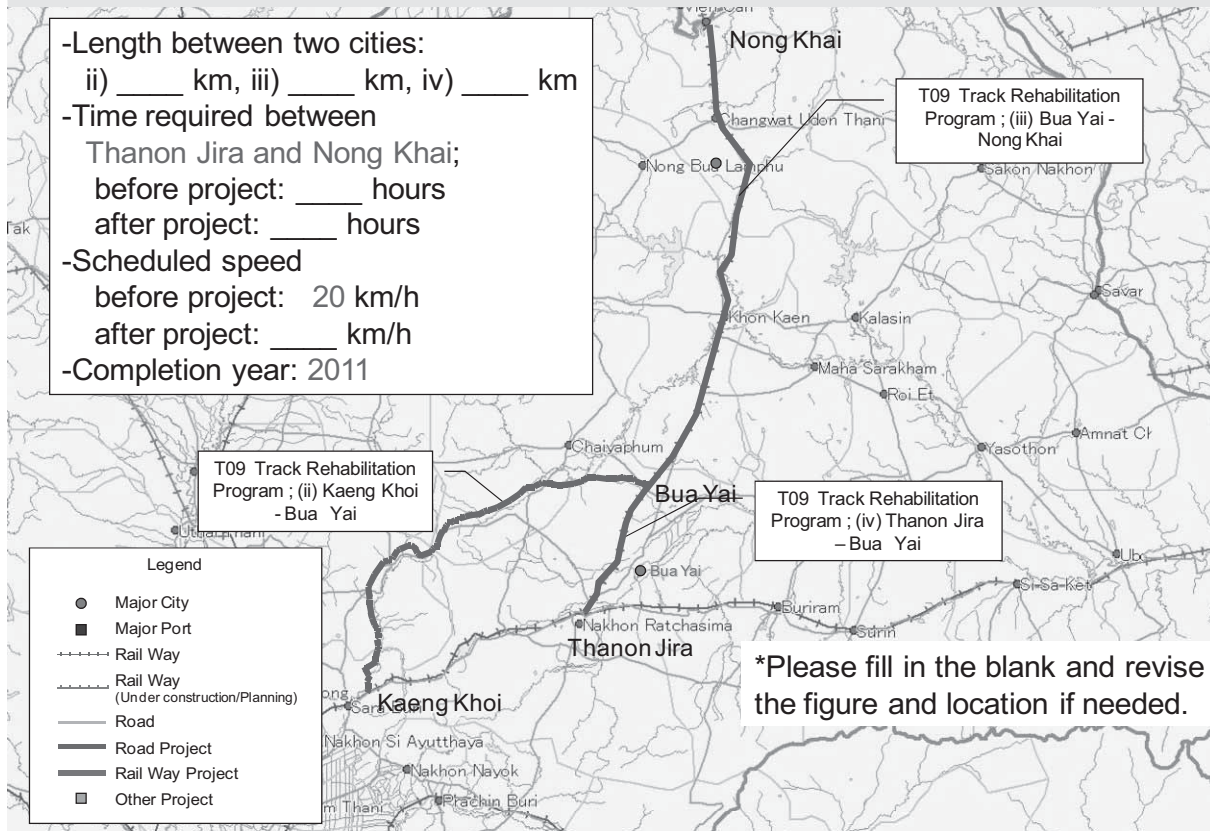 -Length between two cities:
ii) ____ km, iii) ____ km, iv) ____ km
-Time required between
Thanon Jira and Nong Khai;
before project: ____ hours
after project: ____ hours
-Scheduled speed
before project: 20 km/h
after project: ____ km/h
-Completion year: 2011
Nong Khai
T09 Track Rehabilitation
Program ; (iii) Bua Yai -
Nong Khai
Changwat Udon Thani
Nong Bua Lamphu
Sakon Nakhon
Tak
Savar
Khon Kaen
Kalasin
Maha Sarakham
Roi Et
Chaiyaphum
Yasothon
Amnat Ch
T09 Track Rehabilitation
Program ; (ii) Kaeng Khoi
- Bua Yai
Bua Yai
T09 Track Rehabilitation
Program ; (iv) Thanon Jira
– Bua Yai
Ubo
Bua Yai
Si-Sa-Ket
Buriram
Surin
Nakhon Ratchasima
Thanon Jira
Kaeng Khoi
Sara Buri
Nakhon Si Ayutthaya
Nakhon Nayok
Prachin Buri
m Thani
Legend
Major City
Major Port
Rail Way
Rail Way
(Under construction/Planning)
Road
Road Project
Rail Way Project
Other Project
*Please fill in the blank and revise
the figure and location if needed.